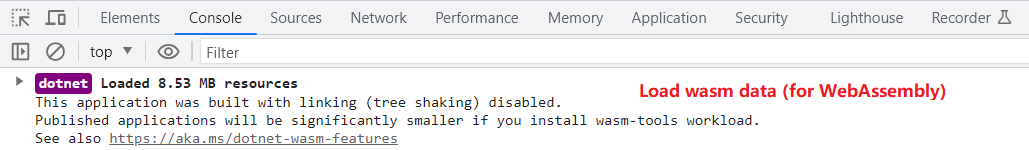 Elements Console Sources Network Performance Memory Application Security Lighthouse Recorder
top Filter
dotnet Loaded 8.53 MB resources
Load wasm data (for WebAssembly)
This application was built with linking (tree shaking) disabled.
Published applications will be significantly smaller if you install wasm-tools workload.
See also https://aka.ms/dotnet-wasm-features